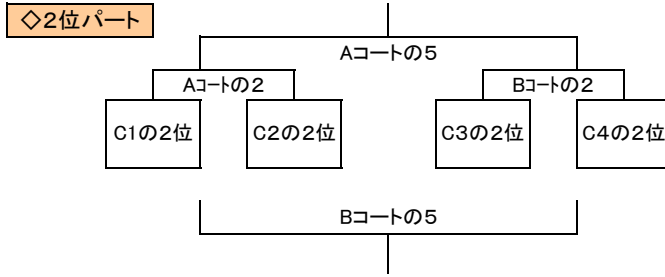 ◇２位パート
Aコートの５
Aコートの２
Bコートの２
C1の２位
C2の２位
C3の２位
C4の２位
Bコートの５